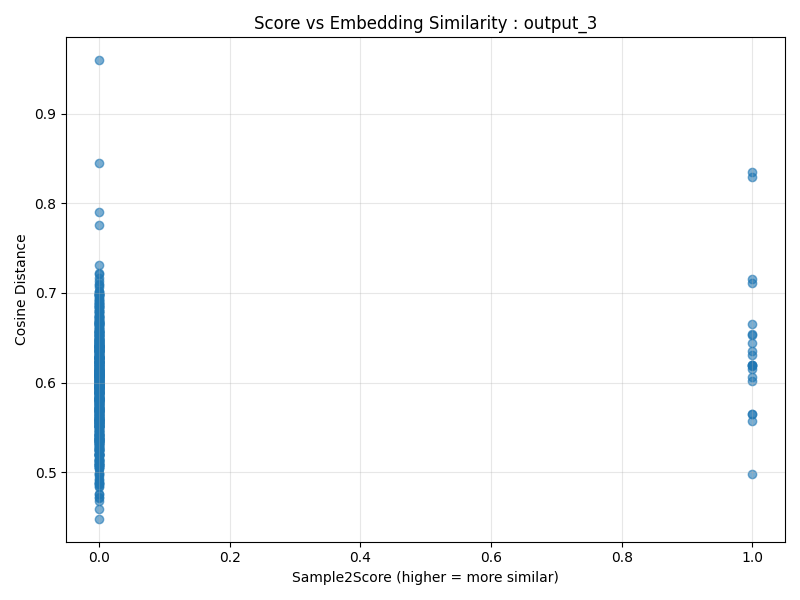 Score vs Embedding Similarity : output_3
Cosine Distance
0.9
0.8
0.7
0.6
0.5
0.0 0.2 0.4 0.6 0.8 1.0
Sample2Score (higher = more similar)